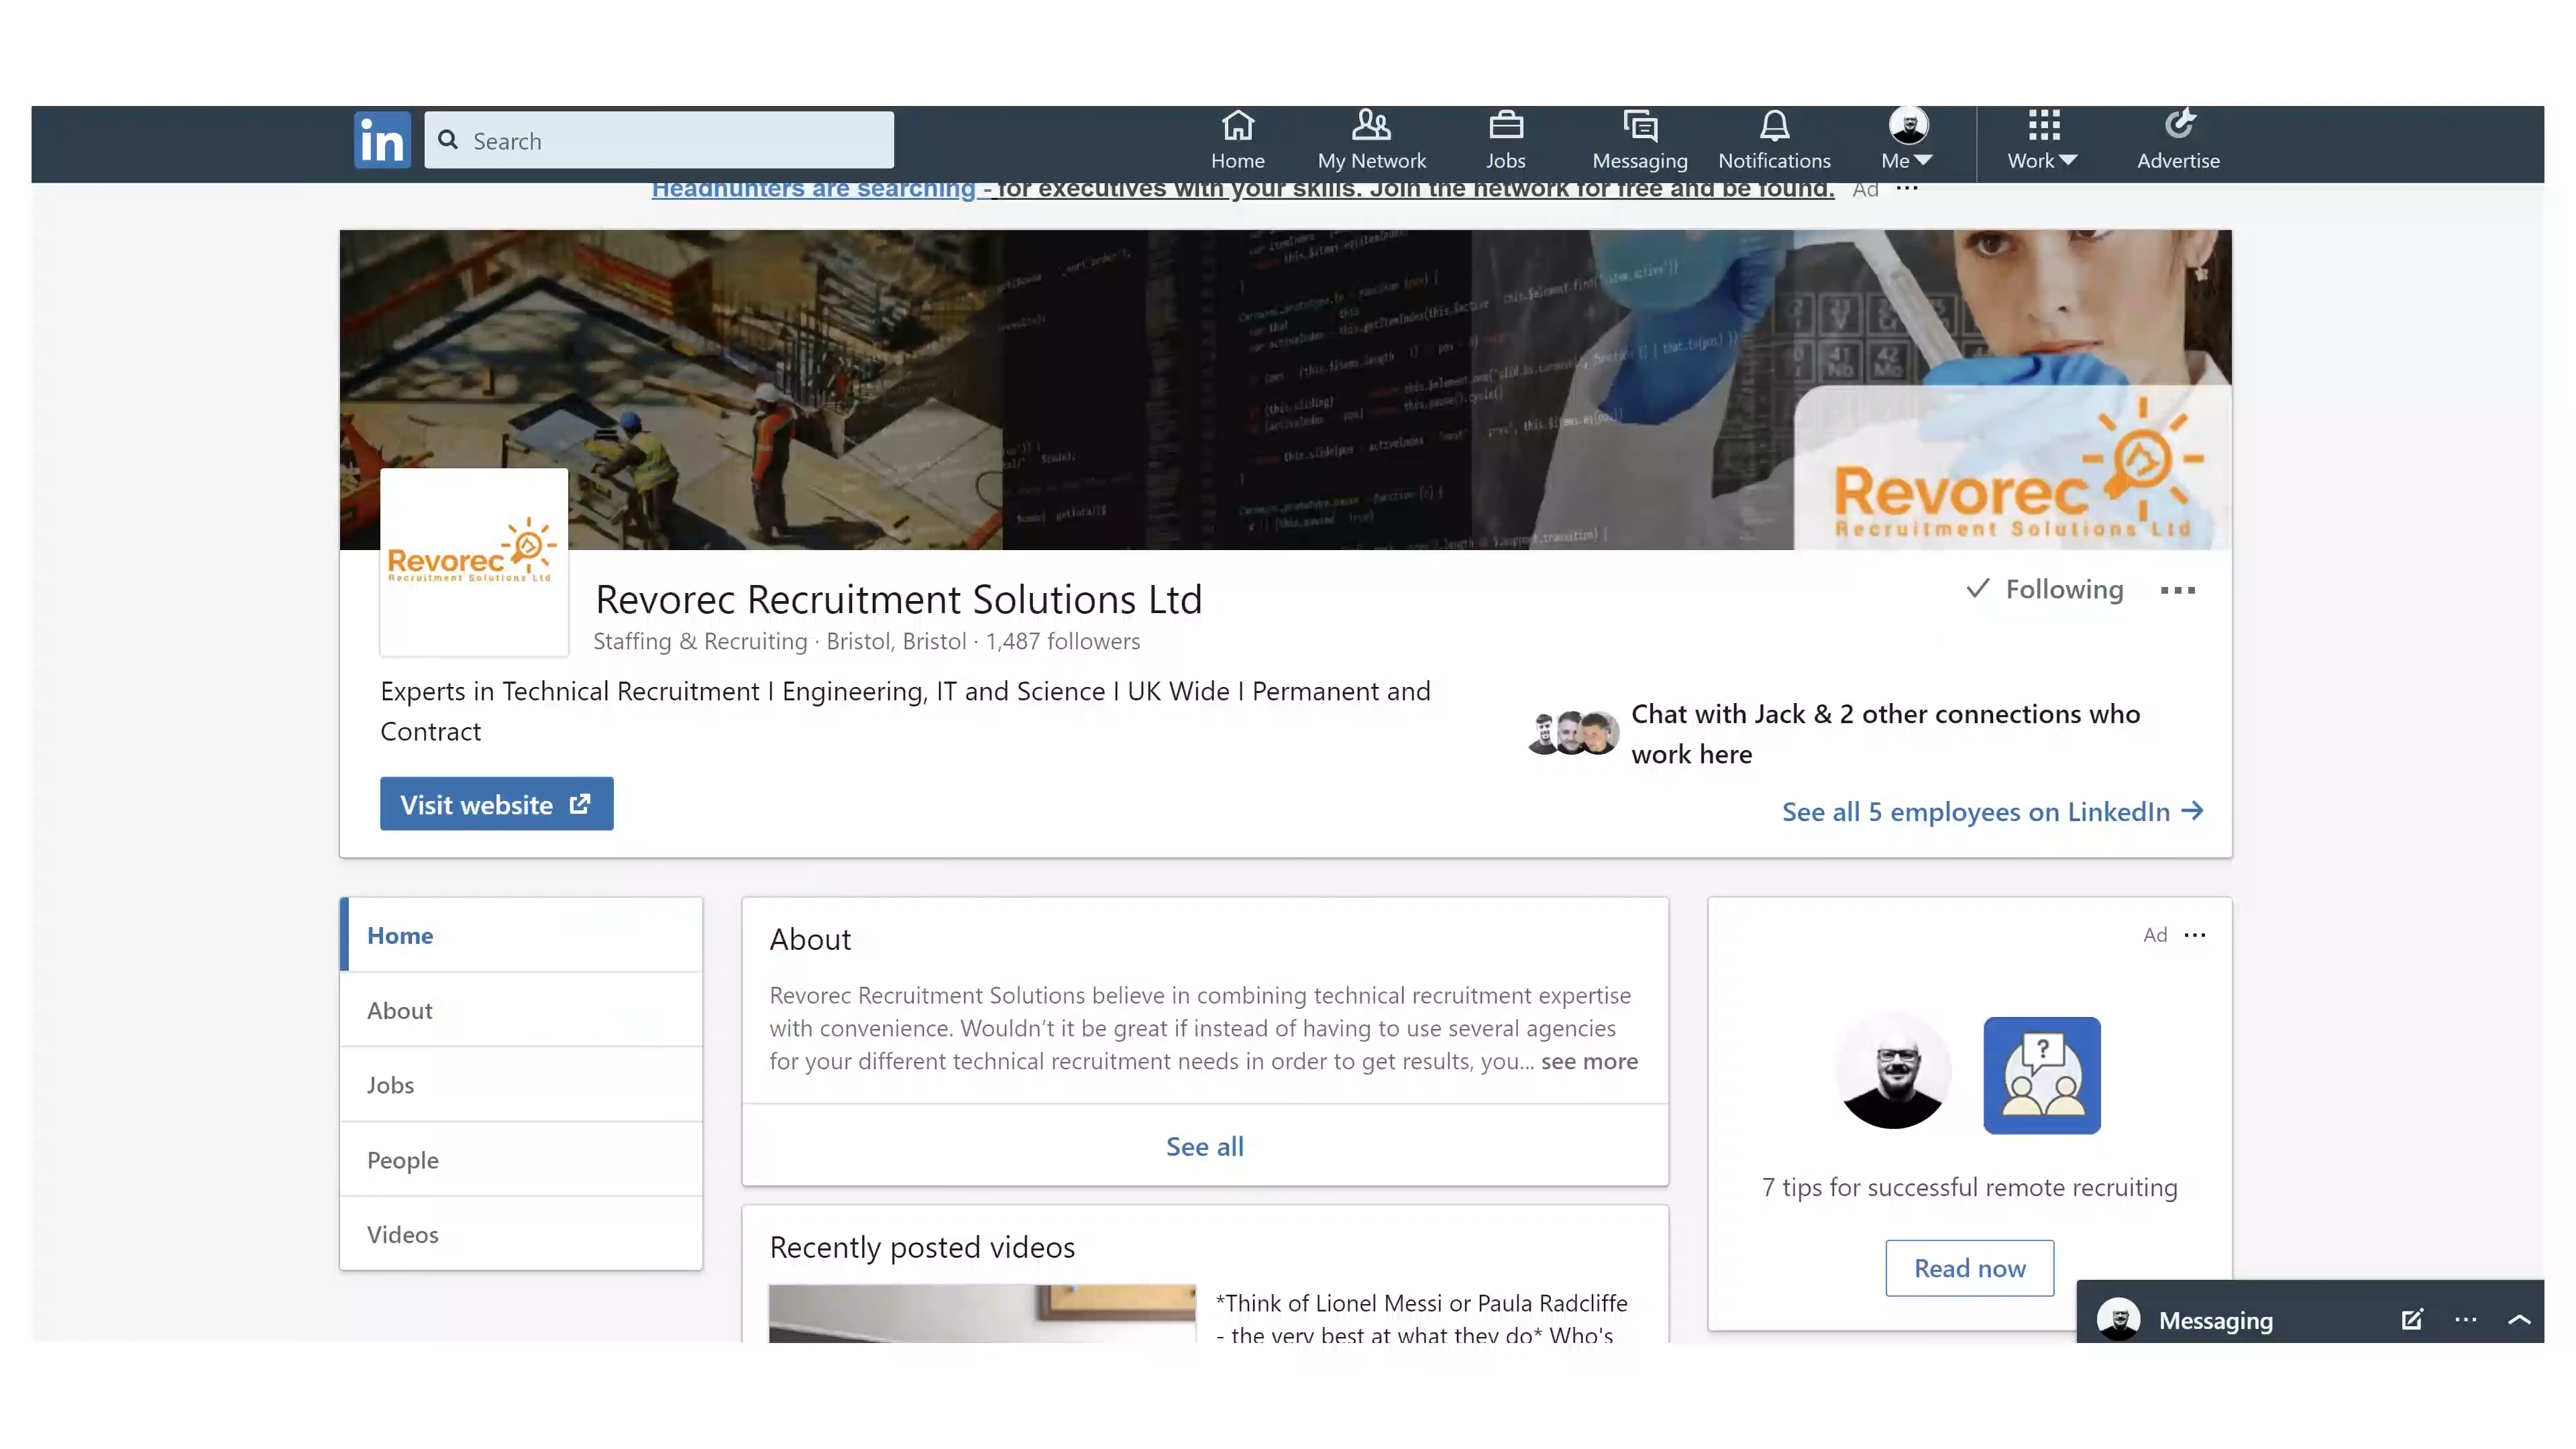 in
Search
Home
My Network
Jobs
Messaging
Notifications
Me
Work
Advertise
Headhunters are searching - for executives with your skills. Join the network for free and be found. Ad ...
Revorec
Recruitment Solutions Ltd
Revorec
Recruitment Solutions Ltd
Revorec Recruitment Solutions Ltd
Following
Staffing & Recruiting · Bristol, Bristol · 1,487 followers
Experts in Technical Recruitment I Engineering, IT and Science I UK Wide I Permanent and
Contract
Chat with Jack & 2 other connections who
work here
Visit website
See all 5 employees on LinkedIn
Home
About
Jobs
People
Videos
About
Revorec Recruitment Solutions believe in combining technical recruitment expertise
with convenience. Wouldn’t it be great if instead of having to use several agencies
for your different technical recruitment needs in order to get results, you... see more
See all
Recently posted videos
*Think of Lionel Messi or Paula Radcliffe
- the very best at what they do* Who's
Ad ...
?
7 tips for successful remote recruiting
Read now
Messaging